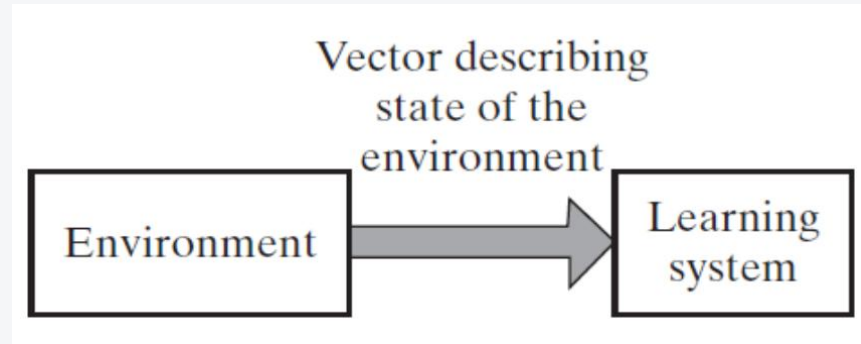 Vector describing
state of the
environment
Environment
Learning
system